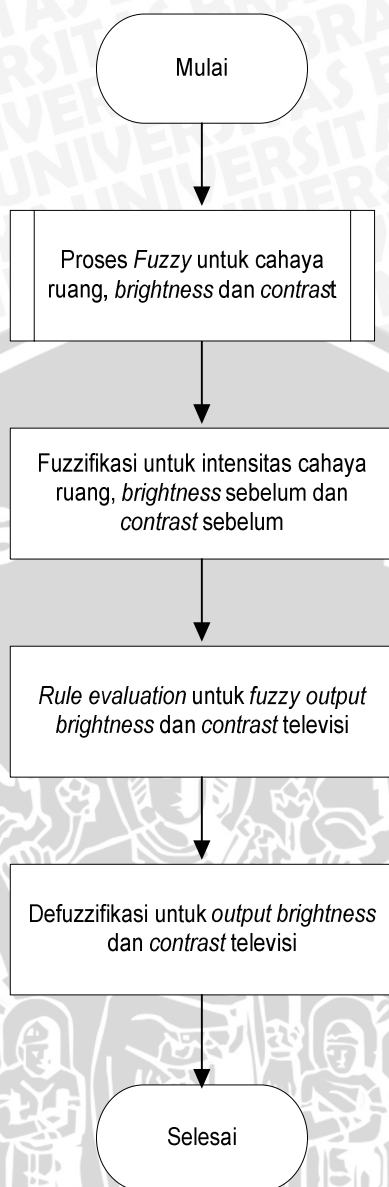 Mulai
Proses Fuzzy untuk cahaya
ruang, brightness dan contrast
Fuzzifikasi untuk intensitas cahaya
ruang, brightness sebelum dan
contrast sebelum
Rule evaluation untuk fuzzy output
brightness dan contrast televisi
Defuzzifikasi untuk output brightness
dan contrast televisi
Selesai